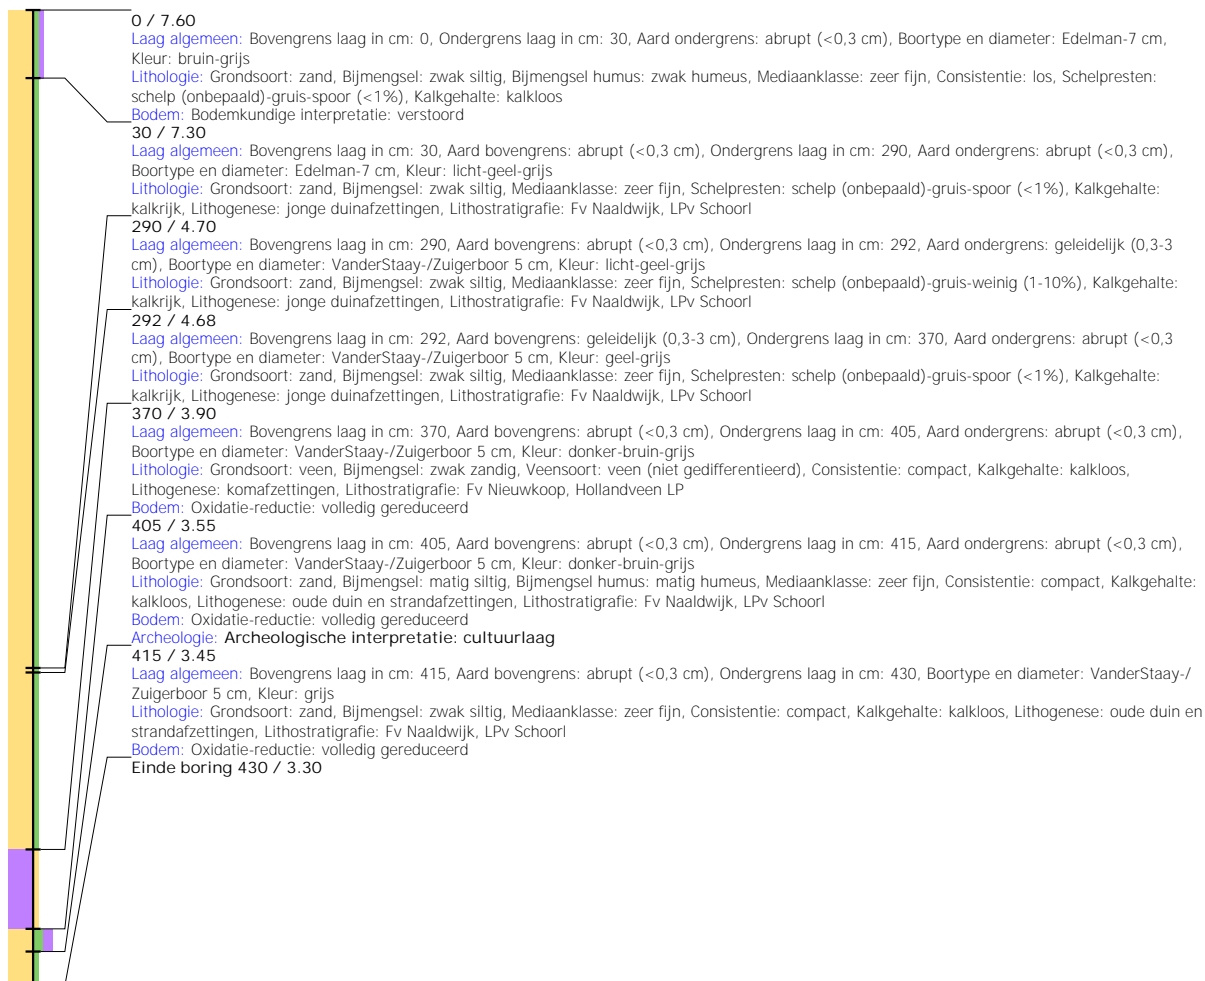 0 / 7.60
Laag algemeen: Bovengrens laag in cm: 0, Ondergrens laag in cm: 30, Aard ondergrens: abrupt (<0,3 cm), Boortype en diameter: Edelman-7 cm,
Kleur: bruin-grijs
Lithologie: Grondsoort: zand, Bijmengsel: zwak siltig, Bijmengsel humus: zwak humeus, Mediaanklasse: zeer fijn, Consistentie: los, Schelpresten:
schelp (onbepaald)-gruis-spoor (<1%), Kalkgehalte: kalkloos
Bodem: Bodemkundige interpretatie: verstoord
30 / 7.30
Laag algemeen: Bovengrens laag in cm: 30, Aard bovengrens: abrupt (<0,3 cm), Ondergrens laag in cm: 290, Aard ondergrens: abrupt (<0,3 cm),
Boortype en diameter: Edelman-7 cm, Kleur: licht-geel-grijs
Lithologie: Grondsoort: zand, Bijmengsel: zwak siltig, Mediaanklasse: zeer fijn, Schelpresten: schelp (onbepaald)-gruis-spoor (<1%), Kalkgehalte:
kalkrijk, Lithogenese: jonge duinafzettingen, Lithostratigrafie: Fv Naaldwijk, LPv Schoorl
290 / 4.70
Laag algemeen: Bovengrens laag in cm: 290, Aard bovengrens: abrupt (<0,3 cm), Ondergrens laag in cm: 292, Aard ondergrens: geleidelijk (0,3-3
cm), Boortype en diameter: VanderStaay-/Zuigerboor 5 cm, Kleur: licht-geel-grijs
Lithologie: Grondsoort: zand, Bijmengsel: zwak siltig, Mediaanklasse: zeer fijn, Schelpresten: schelp (onbepaald)-gruis-weinig (1-10%), Kalkgehalte:
kalkrijk, Lithogenese: jonge duinafzettingen, Lithostratigrafie: Fv Naaldwijk, LPv Schoorl
292 / 4.68
Laag algemeen: Bovengrens laag in cm: 292, Aard bovengrens: geleidelijk (0,3-3 cm), Ondergrens laag in cm: 370, Aard ondergrens: abrupt (<0,3
cm), Boortype en diameter: VanderStaay-/Zuigerboor 5 cm, Kleur: geel-grijs
Lithologie: Grondsoort: zand, Bijmengsel: zwak siltig, Mediaanklasse: zeer fijn, Schelpresten: schelp (onbepaald)-gruis-spoor (<1%), Kalkgehalte:
kalkrijk, Lithogenese: jonge duinafzettingen, Lithostratigrafie: Fv Naaldwijk, LPv Schoorl
370 / 3.90
Laag algemeen: Bovengrens laag in cm: 370, Aard bovengrens: abrupt (<0,3 cm), Ondergrens laag in cm: 405, Aard ondergrens: abrupt (<0,3 cm),
Boortype en diameter: VanderStaay-/Zuigerboor 5 cm, Kleur: donker-bruin-grijs
Lithologie: Grondsoort: veen, Bijmengsel: zwak zandig, Veensoort: veen (niet gedifferentieerd), Consistentie: compact, Kalkgehalte: kalkloos,
Lithogenese: komafzettingen, Lithostratigrafie: Fv Nieuwkoop, Hollandveen LP
Bodem: Oxidatie-reductie: volledig gereduceerd
405 / 3.55
Laag algemeen: Bovengrens laag in cm: 405, Aard bovengrens: abrupt (<0,3 cm), Ondergrens laag in cm: 415, Aard ondergrens: abrupt (<0,3 cm),
Boortype en diameter: VanderStaay-/Zuigerboor 5 cm, Kleur: donker-bruin-grijs
Lithologie: Grondsoort: zand, Bijmengsel: matig siltig, Bijmengsel humus: matig humeus, Mediaanklasse: zeer fijn, Consistentie: compact, Kalkgehalte:
kalkloos, Lithogenese: oude duin en strandafzettingen, Lithostratigrafie: Fv Naaldwijk, LPv Schoorl
Bodem: Oxidatie-reductie: volledig gereduceerd
Archeologie: Archeologische interpretatie: cultuurlaag
415 / 3.45
Laag algemeen: Bovengrens laag in cm: 415, Aard bovengrens: abrupt (<0,3 cm), Ondergrens laag in cm: 430, Boortype en diameter: VanderStaay-/
Zuigerboor 5 cm, Kleur: grijs
Lithologie: Grondsoort: zand, Bijmengsel: zwak siltig, Mediaanklasse: zeer fijn, Consistentie: compact, Kalkgehalte: kalkloos, Lithogenese: oude duin en
strandafzettingen, Lithostratigrafie: Fv Naaldwijk, LPv Schoorl
Bodem: Oxidatie-reductie: volledig gereduceerd
Einde boring 430 / 3.30